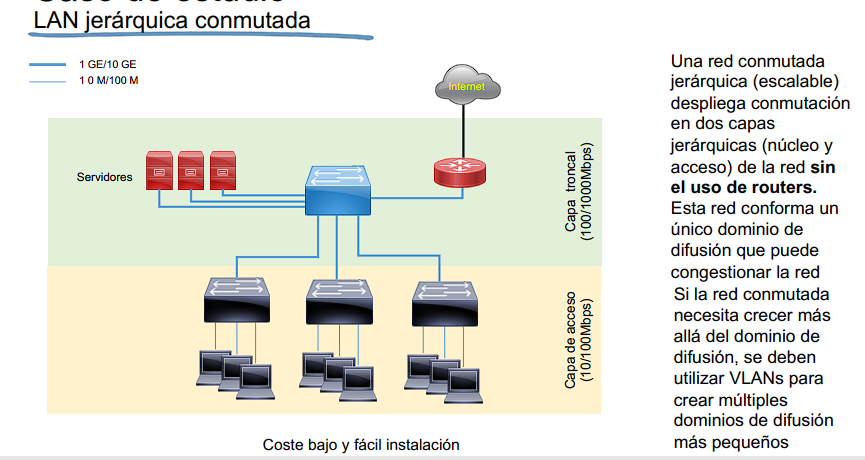 Caso de estudio
LAN jerárquica conmutada
1 GE/10 GE
1 0 M/100 M
Internet
Servidores
Capa troncal
(100/1000Mbps)
Capa de acceso
(10/100Mbps)
Coste bajo y fácil instalación
Una red conmutada
jerárquica (escalable)
despliega conmutación
en dos capas
jerárquicas (núcleo y
acceso) de la red sin
el uso de routers.
Esta red conforma un
único dominio de
difusión que puede
congestionar la red
Si la red conmutada
necesita crecer más
allá del dominio de
difusión, se deben
utilizar VLANs para
crear múltiples
dominios de difusión
más pequeños